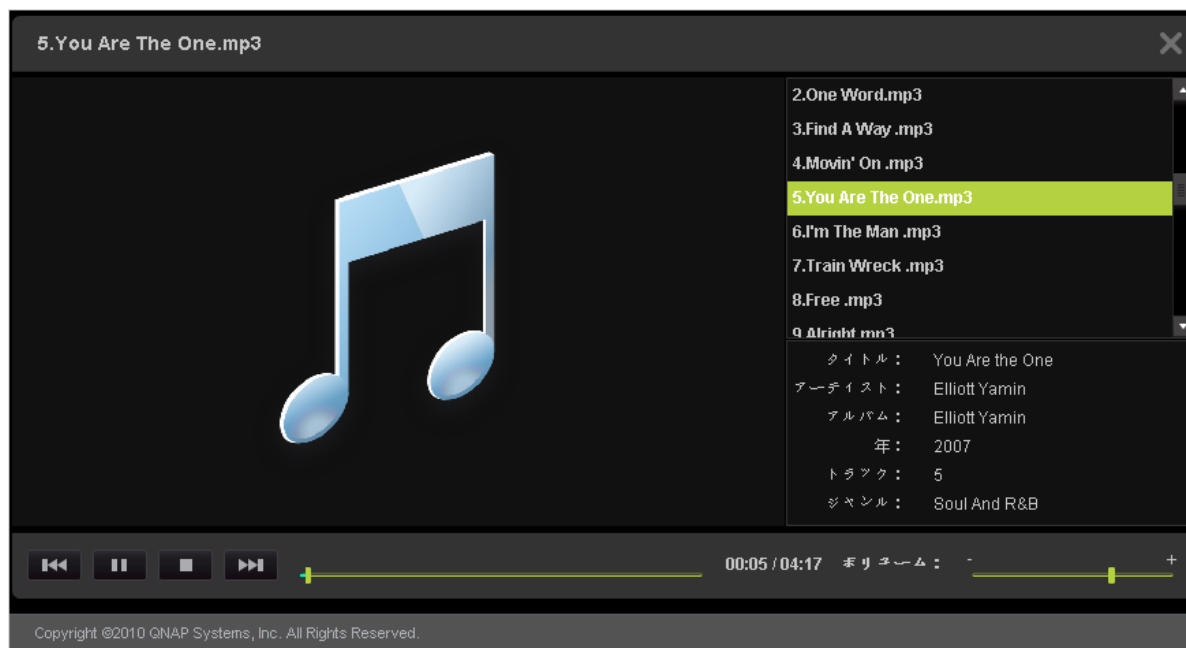 5.You Are The One.mp3
2.One Word.mp3
3.Find A Way .mp3
4.Movin' On .mp3
5.You Are The One.mp3
6.I'm The Man .mp3
7.Train Wreck .mp3
8.Free .mp3
9.Alright.mp3
タイトル： You Are the One
アーティスト： Elliott Yamin
アルバム： Elliott Yamin
年： 2007
トラック： 5
ジャンル： Soul And R&B
00:05 / 04:17 ボリューム： - +
Copyright ©2010 QNAP Systems, Inc. All Rights Reserved.